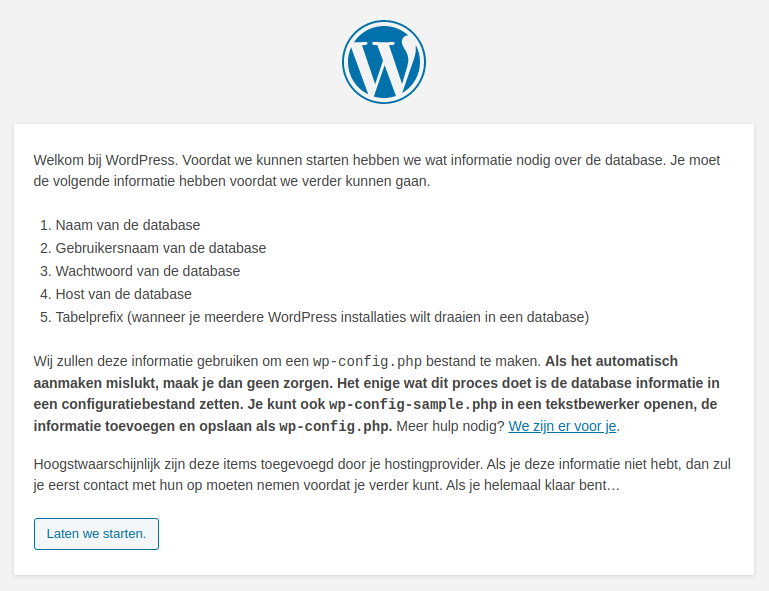 Welkom bij WordPress. Voordat we kunnen starten hebben we wat informatie nodig over de database. Je moet
de volgende informatie hebben voordat we verder kunnen gaan.
1. Naam van de database
2. Gebruikersnaam van de database
3. Wachtwoord van de database
4. Host van de database
5. Tabelprefix (wanneer je meerdere WordPress installaties wilt draaien in een database)
Wij zullen deze informatie gebruiken om een wp-config.php bestand te maken. Als het automatisch
aanmaken mislukt, maak je dan geen zorgen. Het enige wat dit proces doet is de database informatie in
een configuratiebestand zetten. Je kunt ook wp-config-sample.php in een tekstbewerker openen, de
informatie toevoegen en opslaan als wp-config.php. Meer hulp nodig? We zijn er voor je.
Hoogstwaarschijnlijk zijn deze items toegevoegd door je hostingprovider. Als je deze informatie niet hebt, dan zul
je eerst contact met hun op moeten nemen voordat je verder kunt. Als je helemaal klaar bent…
Laten we starten.